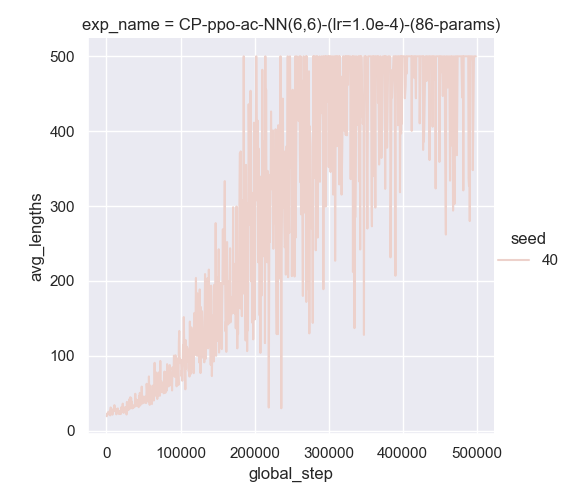 exp_name = CP-ppo-ac-NN(6,6)-(lr=1.0e-4)-(86-params)
500
400
300
200
100
0
avg_lengths
0 100000 200000 300000 400000 500000
global_step
seed
40